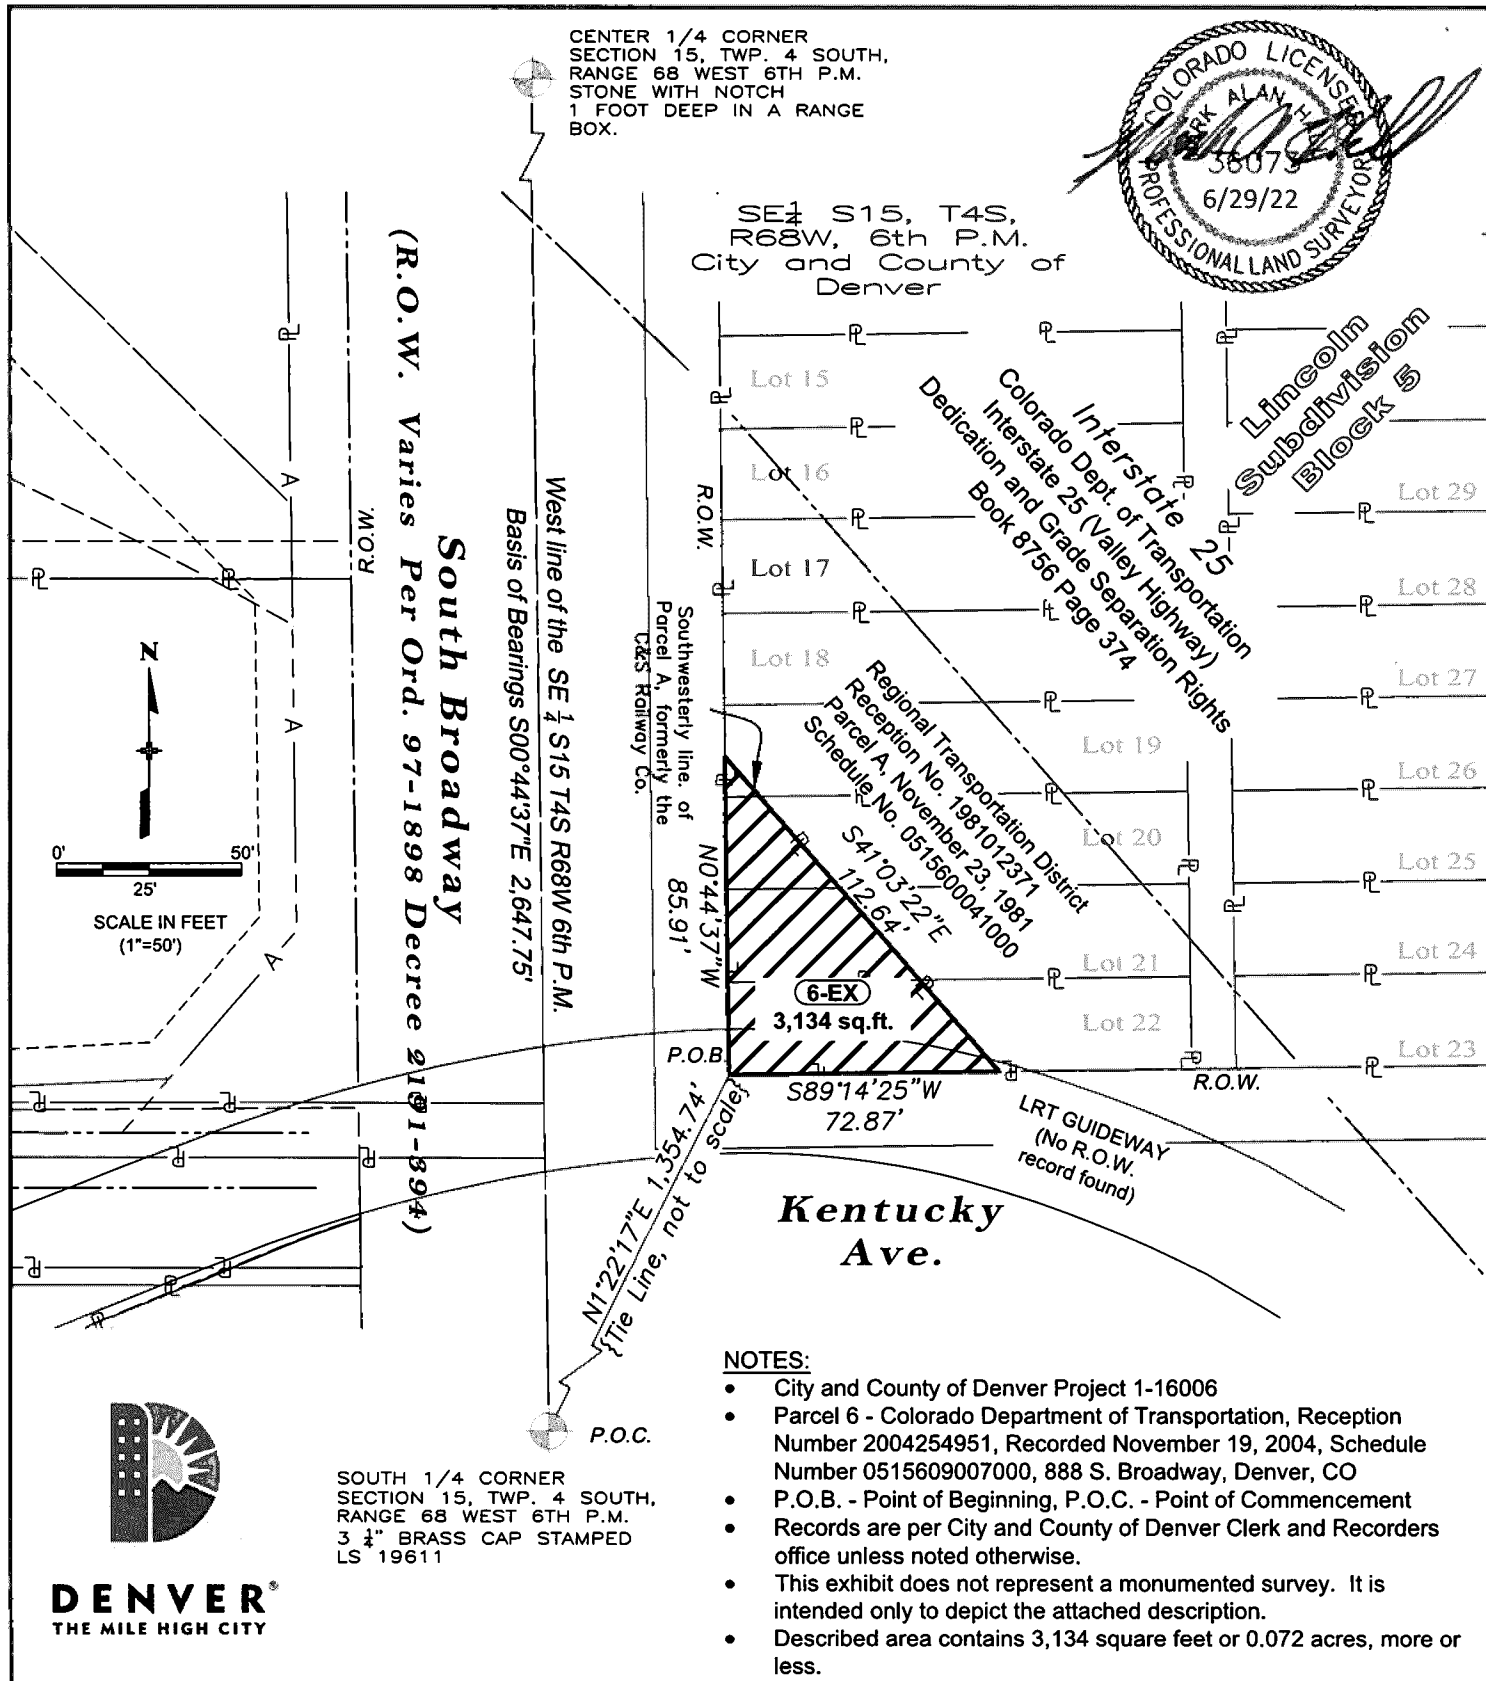 CENTER 1/4 CORNER
SECTION 15, TWP. 4 SOUTH,
RANGE 68 WEST 6TH P.M.
STONE WITH NOTCH
1 FOOT DEEP IN A RANGE
BOX.
COLORADO LICENSED
PROFESSIONAL LAND SURVEYOR
MARK ALAN HALL
36073
6/29/22
SE¼ S15, T4S,
R68W, 6th P.M.
City and County of
Denver
Lincoln
Subdivision
Block 5
Interstate 25
Colorado Dept. of Transportation
Interstate 25 (Valley Highway)
Dedication and Grade Separation Rights
Book 8756 Page 374
Lot 15
Lot 16
Lot 17
Lot 18
Lot 19
Lot 20
Lot 21
Lot 22
Lot 29
Lot 28
Lot 27
Lot 26
Lot 25
Lot 24
Lot 23
South Broadway
(R.O.W. Varies Per Ord. 97-1898 Decree 2191-394)
R.O.W.
West line of the SE ¼ S15 T4S R68W 6th P.M.
Basis of Bearings S00°44'37"E 2,647.75'
R.O.W.
Southwesterly line of
Parcel A, formerly the
C&S Railway Co.
Regional Transportation District
Reception No. 1981012371
Parcel A, November 23, 1981
Schedule No. 0515600041000
S41°03'22"E
112.64'
N0°44'37"W
85.91'
6-EX
3,134 sq.ft.
P.O.B.
S89°14'25"W
72.87'
R.O.W.
LRT GUIDEWAY
(No R.O.W.
record found)
Kentucky
Ave.
N1°22'17"E 1,354.74'
{Tie Line, not to scale}
N
0' 50'
25'
SCALE IN FEET
(1"=50')
P.O.C.
SOUTH 1/4 CORNER
SECTION 15, TWP. 4 SOUTH,
RANGE 68 WEST 6TH P.M.
3 ¼" BRASS CAP STAMPED
LS 19611
DENVER®
THE MILE HIGH CITY
NOTES:
• City and County of Denver Project 1-16006
• Parcel 6 - Colorado Department of Transportation, Reception
Number 2004254951, Recorded November 19, 2004, Schedule
Number 0515609007000, 888 S. Broadway, Denver, CO
• P.O.B. - Point of Beginning, P.O.C. - Point of Commencement
• Records are per City and County of Denver Clerk and Recorders
office unless noted otherwise.
• This exhibit does not represent a monumented survey. It is
intended only to depict the attached description.
• Described area contains 3,134 square feet or 0.072 acres, more or
less.